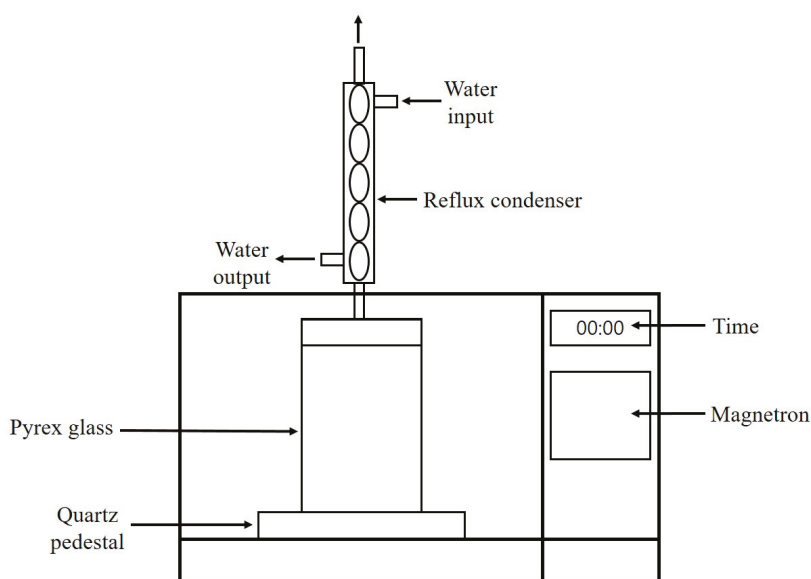 Water
input
Reflux condenser
Water
output
00:00
Time
Pyrex glass
Magnetron
Quartz
pedestal